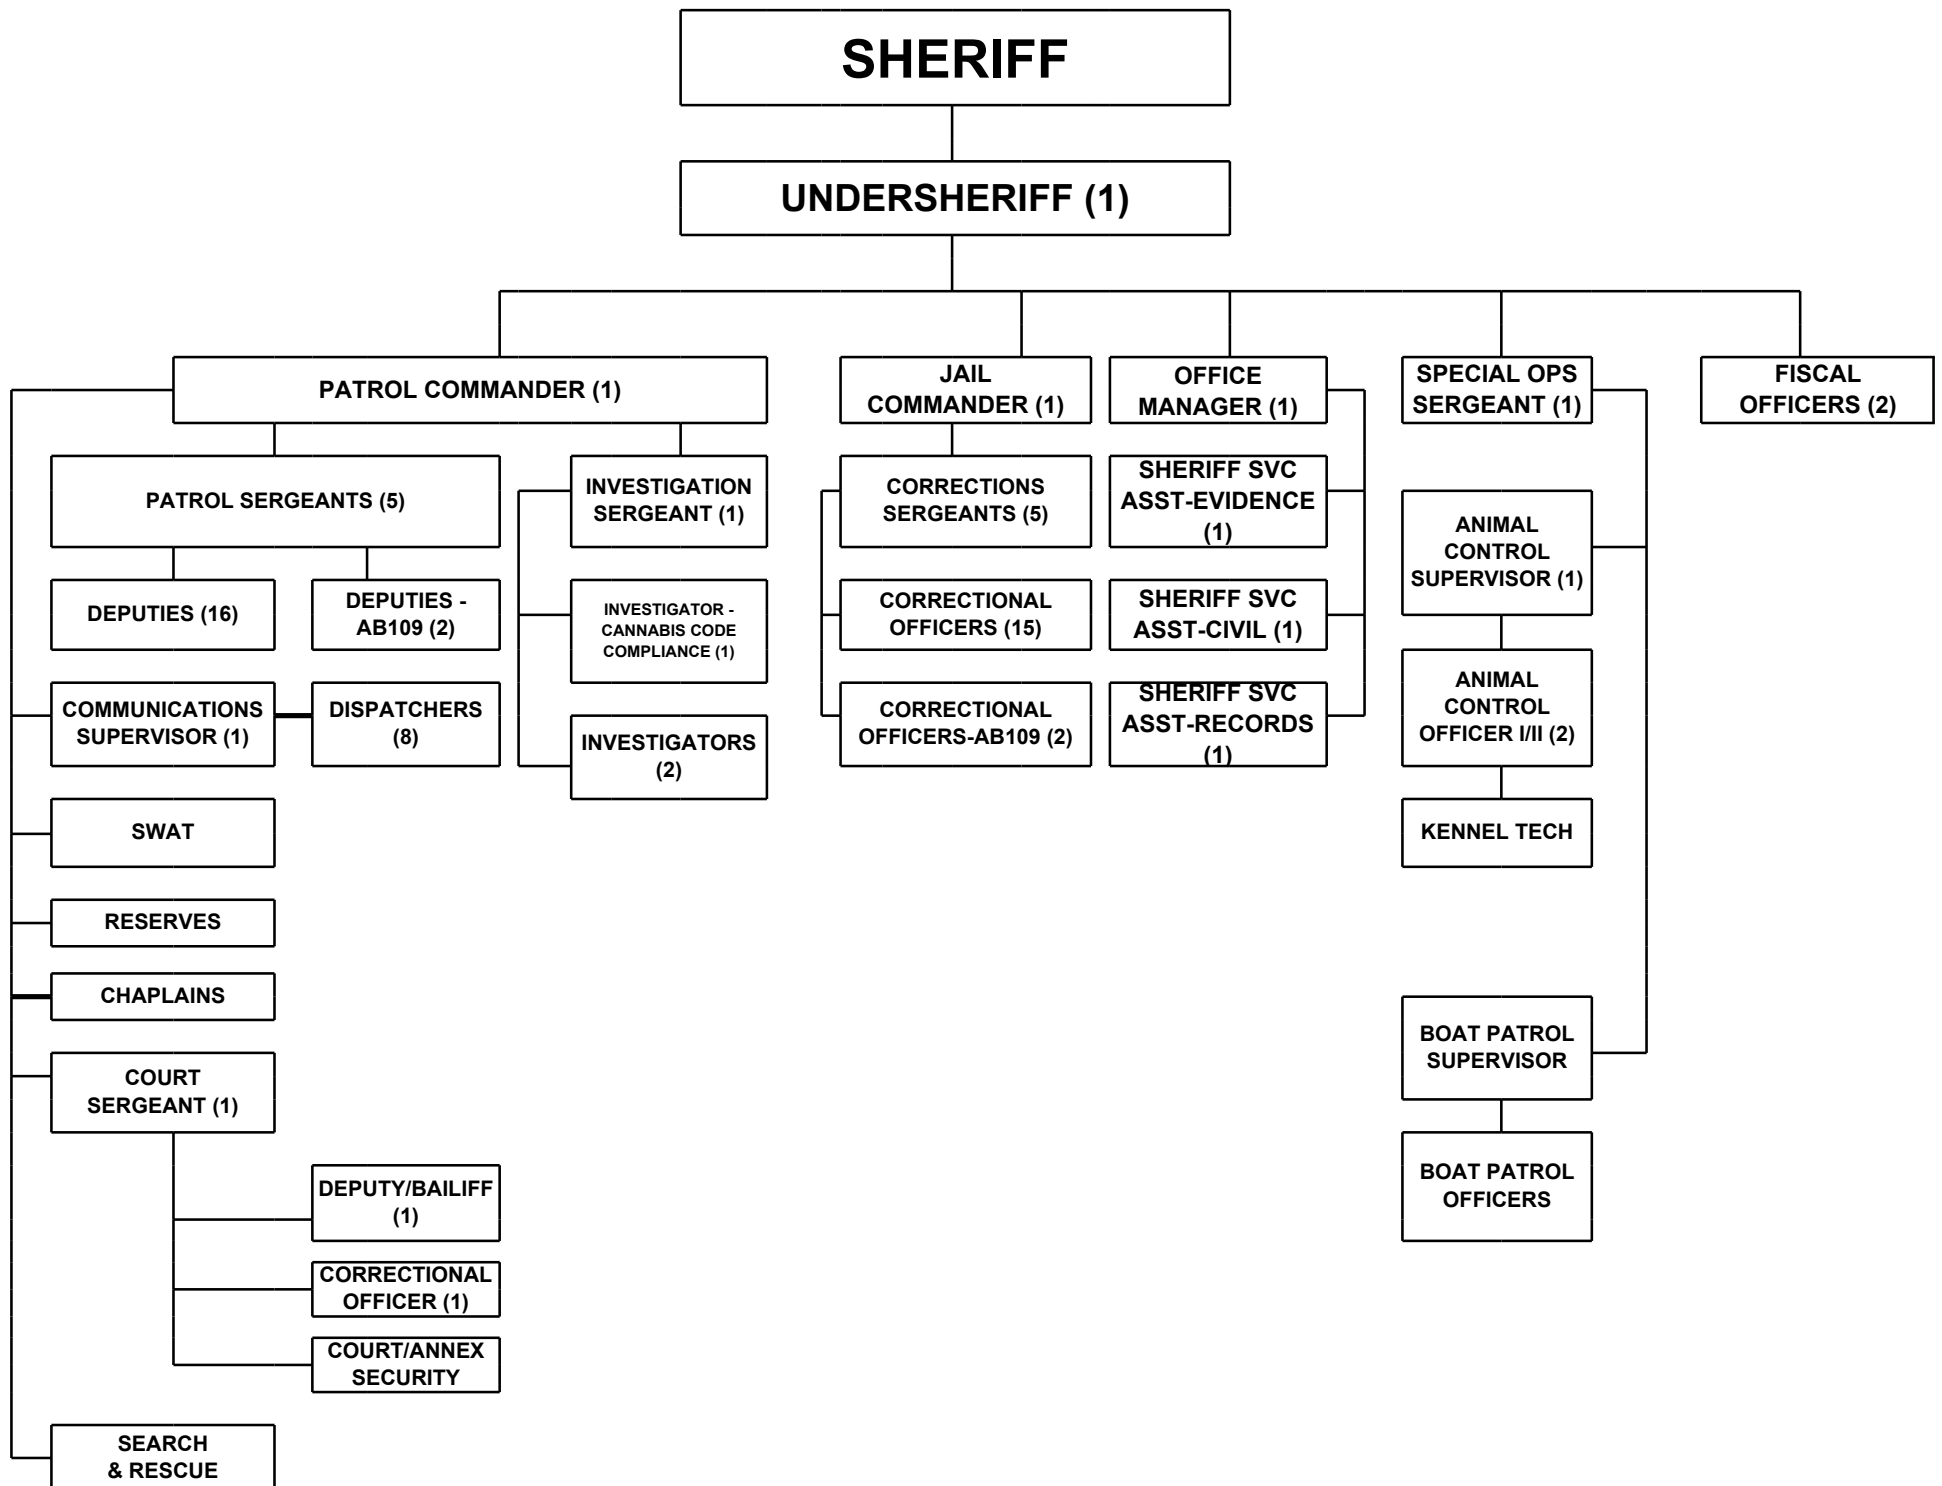 SHERIFF
UNDERSHERIFF (1)
PATROL COMMANDER (1)
JAIL
COMMANDER (1)
OFFICE
MANAGER (1)
SPECIAL OPS
SERGEANT (1)
FISCAL
OFFICERS (2)
PATROL SERGEANTS (5)
INVESTIGATION
SERGEANT (1)
CORRECTIONS
SERGEANTS (5)
SHERIFF SVC
ASST-EVIDENCE
(1)
ANIMAL
CONTROL
SUPERVISOR (1)
DEPUTIES (16)
DEPUTIES -
AB109 (2)
INVESTIGATOR -
CANNABIS CODE
COMPLIANCE (1)
CORRECTIONAL
OFFICERS (15)
SHERIFF SVC
ASST-CIVIL (1)
ANIMAL
CONTROL
OFFICER I/II (2)
COMMUNICATIONS
SUPERVISOR (1)
DISPATCHERS
(8)
INVESTIGATORS
(2)
CORRECTIONAL
OFFICERS-AB109 (2)
SHERIFF SVC
ASST-RECORDS
(1)
SWAT
KENNEL TECH
RESERVES
CHAPLAINS
BOAT PATROL
SUPERVISOR
COURT
SERGEANT (1)
BOAT PATROL
OFFICERS
DEPUTY/BAILIFF
(1)
CORRECTIONAL
OFFICER (1)
COURT/ANNEX
SECURITY
SEARCH
& RESCUE